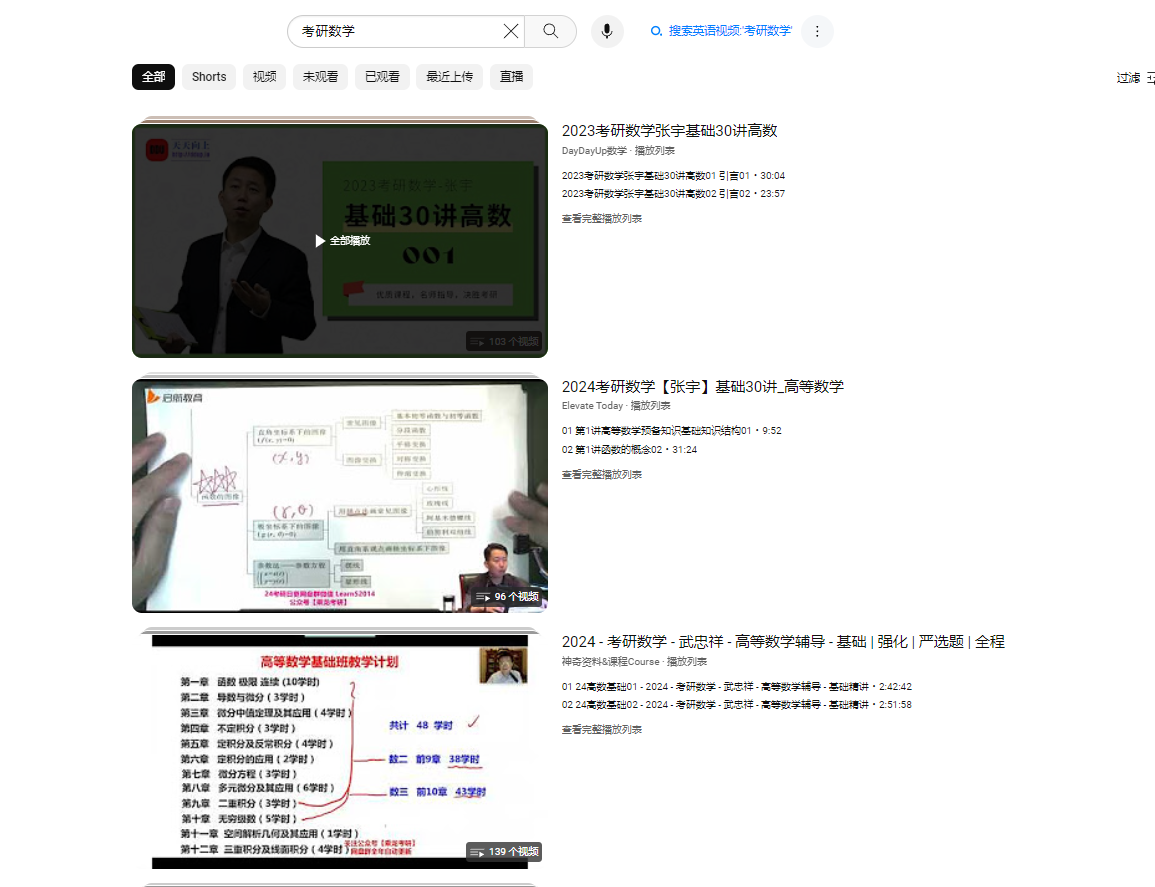 考研数学
搜索英语视频:'考研数学'
全部 Shorts 视频 未观看 已观看 最近上传 直播
过滤
天天向上
2023考研数学-张宇
基础30讲高数
001
优质课程，名师指导，决胜考研
全部播放
103 个视频
2023考研数学张宇基础30讲高数
DayDayUp数学 · 播放列表
2023考研数学张宇基础30讲高数01 引言01 • 30:04
2023考研数学张宇基础30讲高数02 引言02 • 23:57
查看完整播放列表
启航教育
基本初等函数与初等函数
直角坐标系下的图像
常见图像
分段函数
平移变换
(x,y)
图像变换
对称变换
伸缩变换
函数的图像
心形线
玫瑰线
(r,θ)
阿基米德螺线
伯努利双纽线
极坐标系下的图像
用描点法画常见图像
用直角系观点画极坐标系下图像
参数法——参数方程
摆线
星形线
24考研日更网盘群微信 Learn52014
公众号【乘龙考研】
96 个视频
2024考研数学【张宇】基础30讲_高等数学
Elevate Today · 播放列表
01 第1讲高等数学预备知识基础知识结构01 • 9:52
02 第1讲函数的概念02 • 31:24
查看完整播放列表
高等数学基础班教学计划
第一章 函数 极限 连续 (10学时)
第二章 导数与微分 ( 3学时)
第三章 微分中值定理及其应用 ( 4学时)
第四章 不定积分 ( 3学时)
第五章 定积分及反常积分 ( 4学时)
第六章 定积分的应用 ( 2学时)
第七章 微分方程 ( 3学时)
第八章 多元微分及其应用 ( 6学时)
第九章 二重积分 ( 3学时)
第十章 无穷级数 ( 5学时)
第十一章 空间解析几何及其应用 ( 1学时)
第十二章 三重积分及线面积分 ( 4学时)
共计 48 学时
数二 前9章 38学时
数三 前10章 43学时
关注公众号【乘龙考研】
网盘群全年自动更新
139 个视频
2024 - 考研数学 - 武忠祥 - 高等数学辅导 - 基础 | 强化 | 严选题 | 全程
神奇资料&课程Course · 播放列表
01 24高数基础01 - 2024 - 考研数学 - 武忠祥 - 高等数学辅导 - 基础精讲 • 2:42:42
02 24高数基础02 - 2024 - 考研数学 - 武忠祥 - 高等数学辅导 - 基础精讲 • 2:51:58
查看完整播放列表